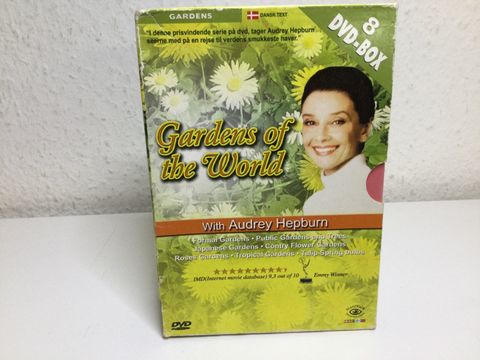 GARDENS
DANSK TEXT
8
DVD-BOX
"I denne prisvindende serie på dvd, tager Audrey Hepburn
seerne med på en rejse til verdens smukkeste haver."
Gardens of
the World
With Audrey Hepburn
Formal Gardens • Public Gardens and Trees
Japanese Gardens • Contry Flower Gardens
Roses Gardens • Tropical Gardens • Tulip Spring bulbs
IMD(Internet movie database) 9,3 out of 10
Emmy Winner
DVD